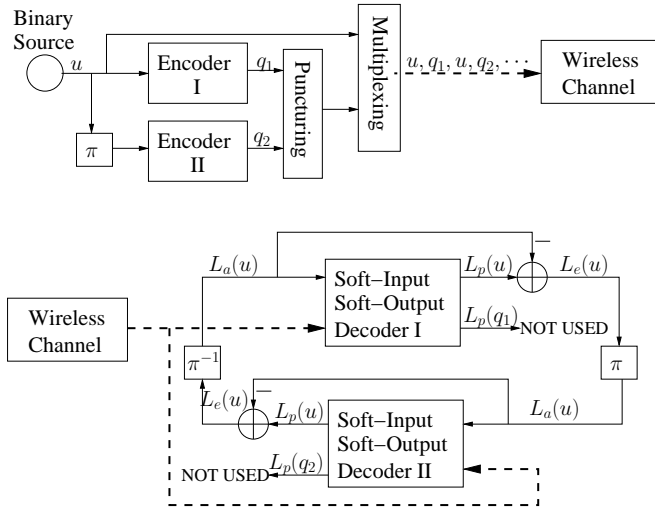 Binary
Source
u
Encoder
I
q₁
Puncturing
Multiplexing
u, q₁, u, q₂, ···
Wireless
Channel
π
Encoder
II
q₂
Lₐ(u)
Soft−Input
Soft−Output
Decoder I
Lₚ(u)
−
Lₑ(u)
Lₚ(q₁)
NOT USED
Wireless
Channel
π⁻¹
π
Lₑ(u)
−
Lₚ(u)
Soft−Input
Soft−Output
Decoder II
Lₐ(u)
Lₚ(q₂)
NOT USED